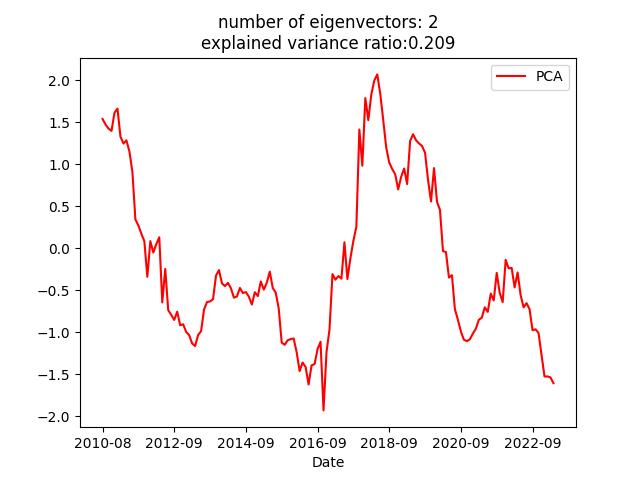 number of eigenvectors: 2
explained variance ratio:0.209
PCA
2.0
1.5
1.0
0.5
0.0
−0.5
−1.0
−1.5
−2.0
2010-08 2012-09 2014-09 2016-09 2018-09 2020-09 2022-09
Date